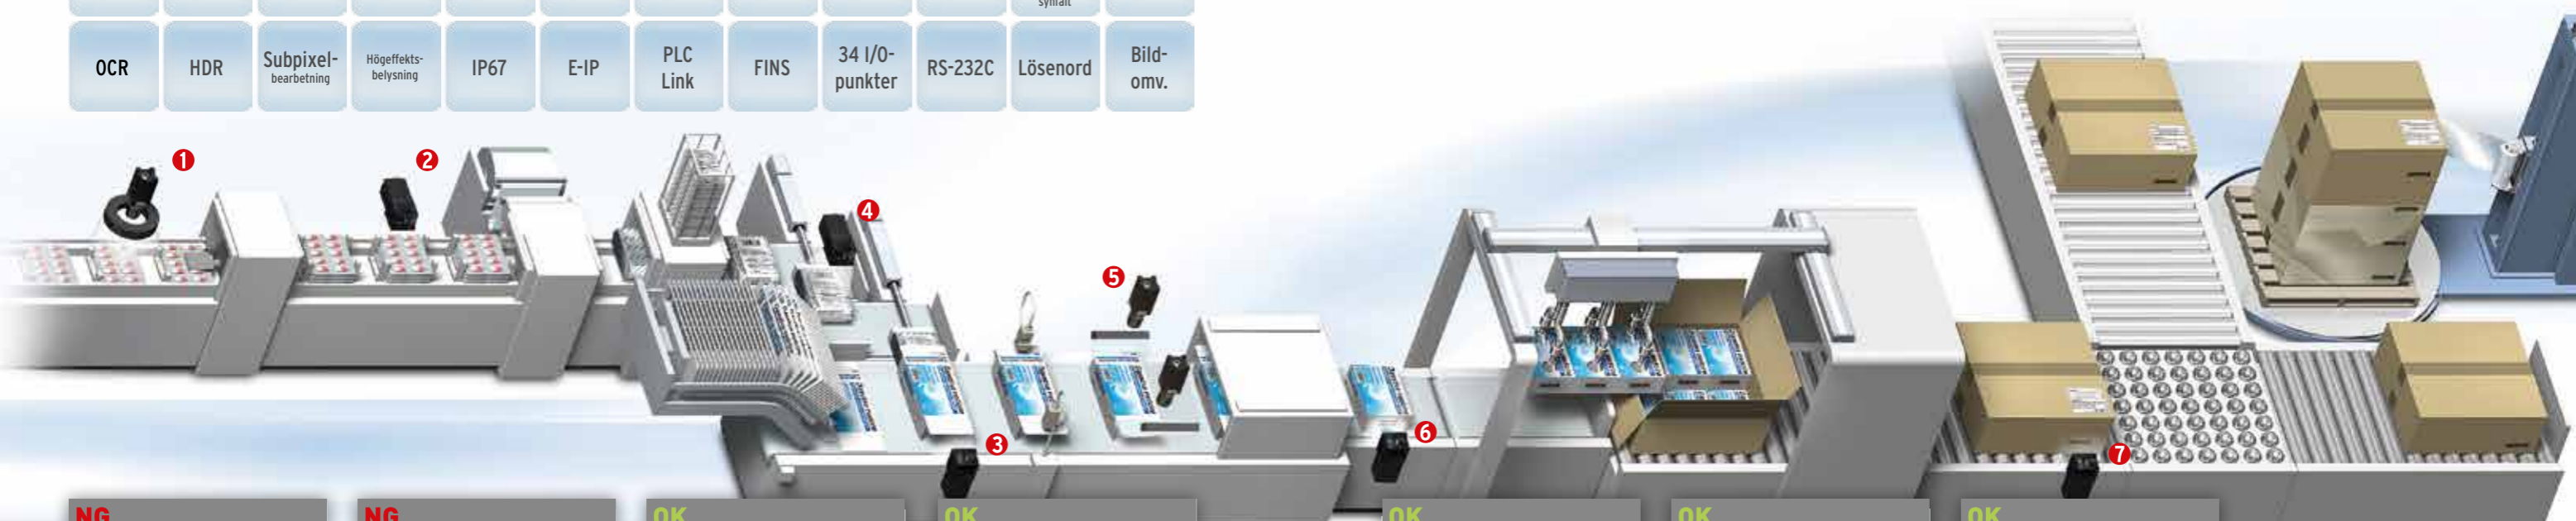 synfält
OCR
HDR
Subpixel-
bearbetning
Högeffekts-
belysning
IP67
E-IP
PLC
Link
FINS
34 I/O-
punkter
RS-232C
Lösenord
Bild-
omv.
1
2
4
5
3
6
7
NG
NG
OK
OK
OK
OK
OK